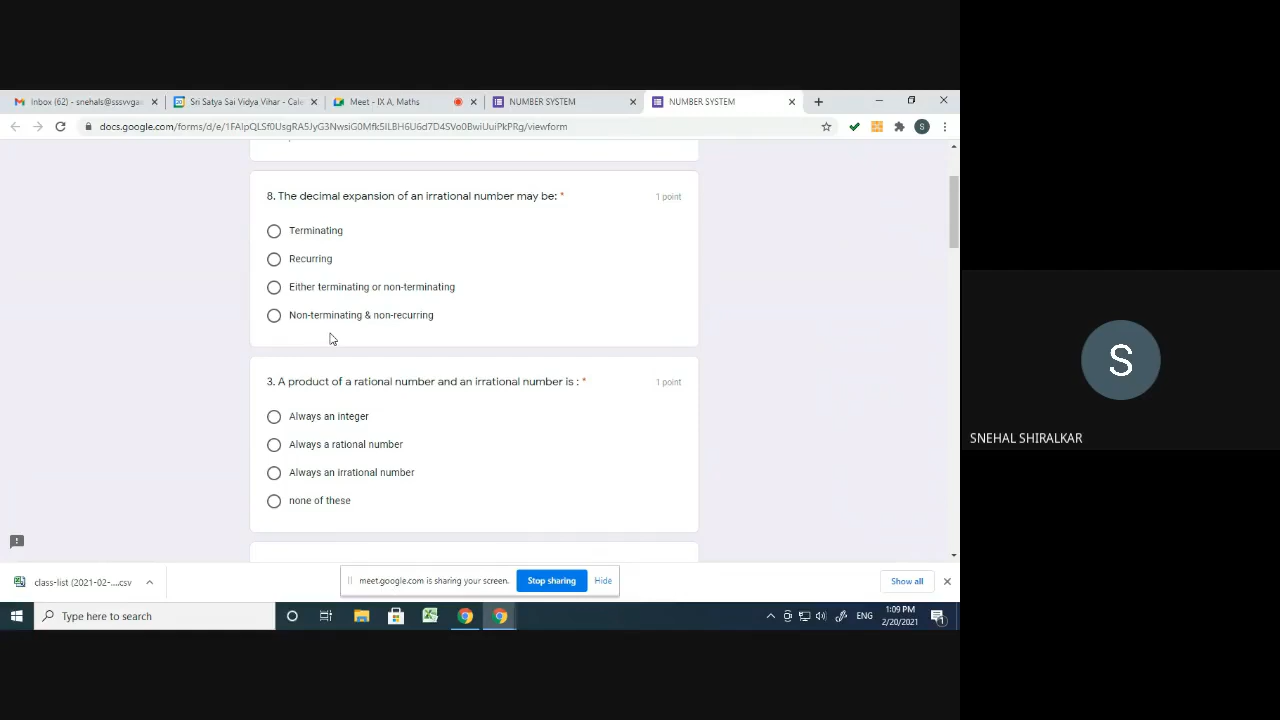 Inbox (62) - snehals@sssvvga
Sri Satya Sai Vidya Vihar - Cale
Meet - IX A, Maths
NUMBER SYSTEM
NUMBER SYSTEM
docs.google.com/forms/d/e/1FAIpQLSf0UsgRA5JyG3NwsiG0Mfk5ILBH6U6d7D4SVo0BwiUuiPkPRg/viewform
S
8. The decimal expansion of an irrational number may be: *
1 point
Terminating
Recurring
Either terminating or non-terminating
Non-terminating & non-recurring
3. A product of a rational number and an irrational number is : *
1 point
Always an integer
Always a rational number
Always an irrational number
none of these
S
SNEHAL SHIRALKAR
class-list (2021-02-....csv
meet.google.com is sharing your screen.
Stop sharing
Hide
Show all
Type here to search
ENG
1:09 PM
2/20/2021
1